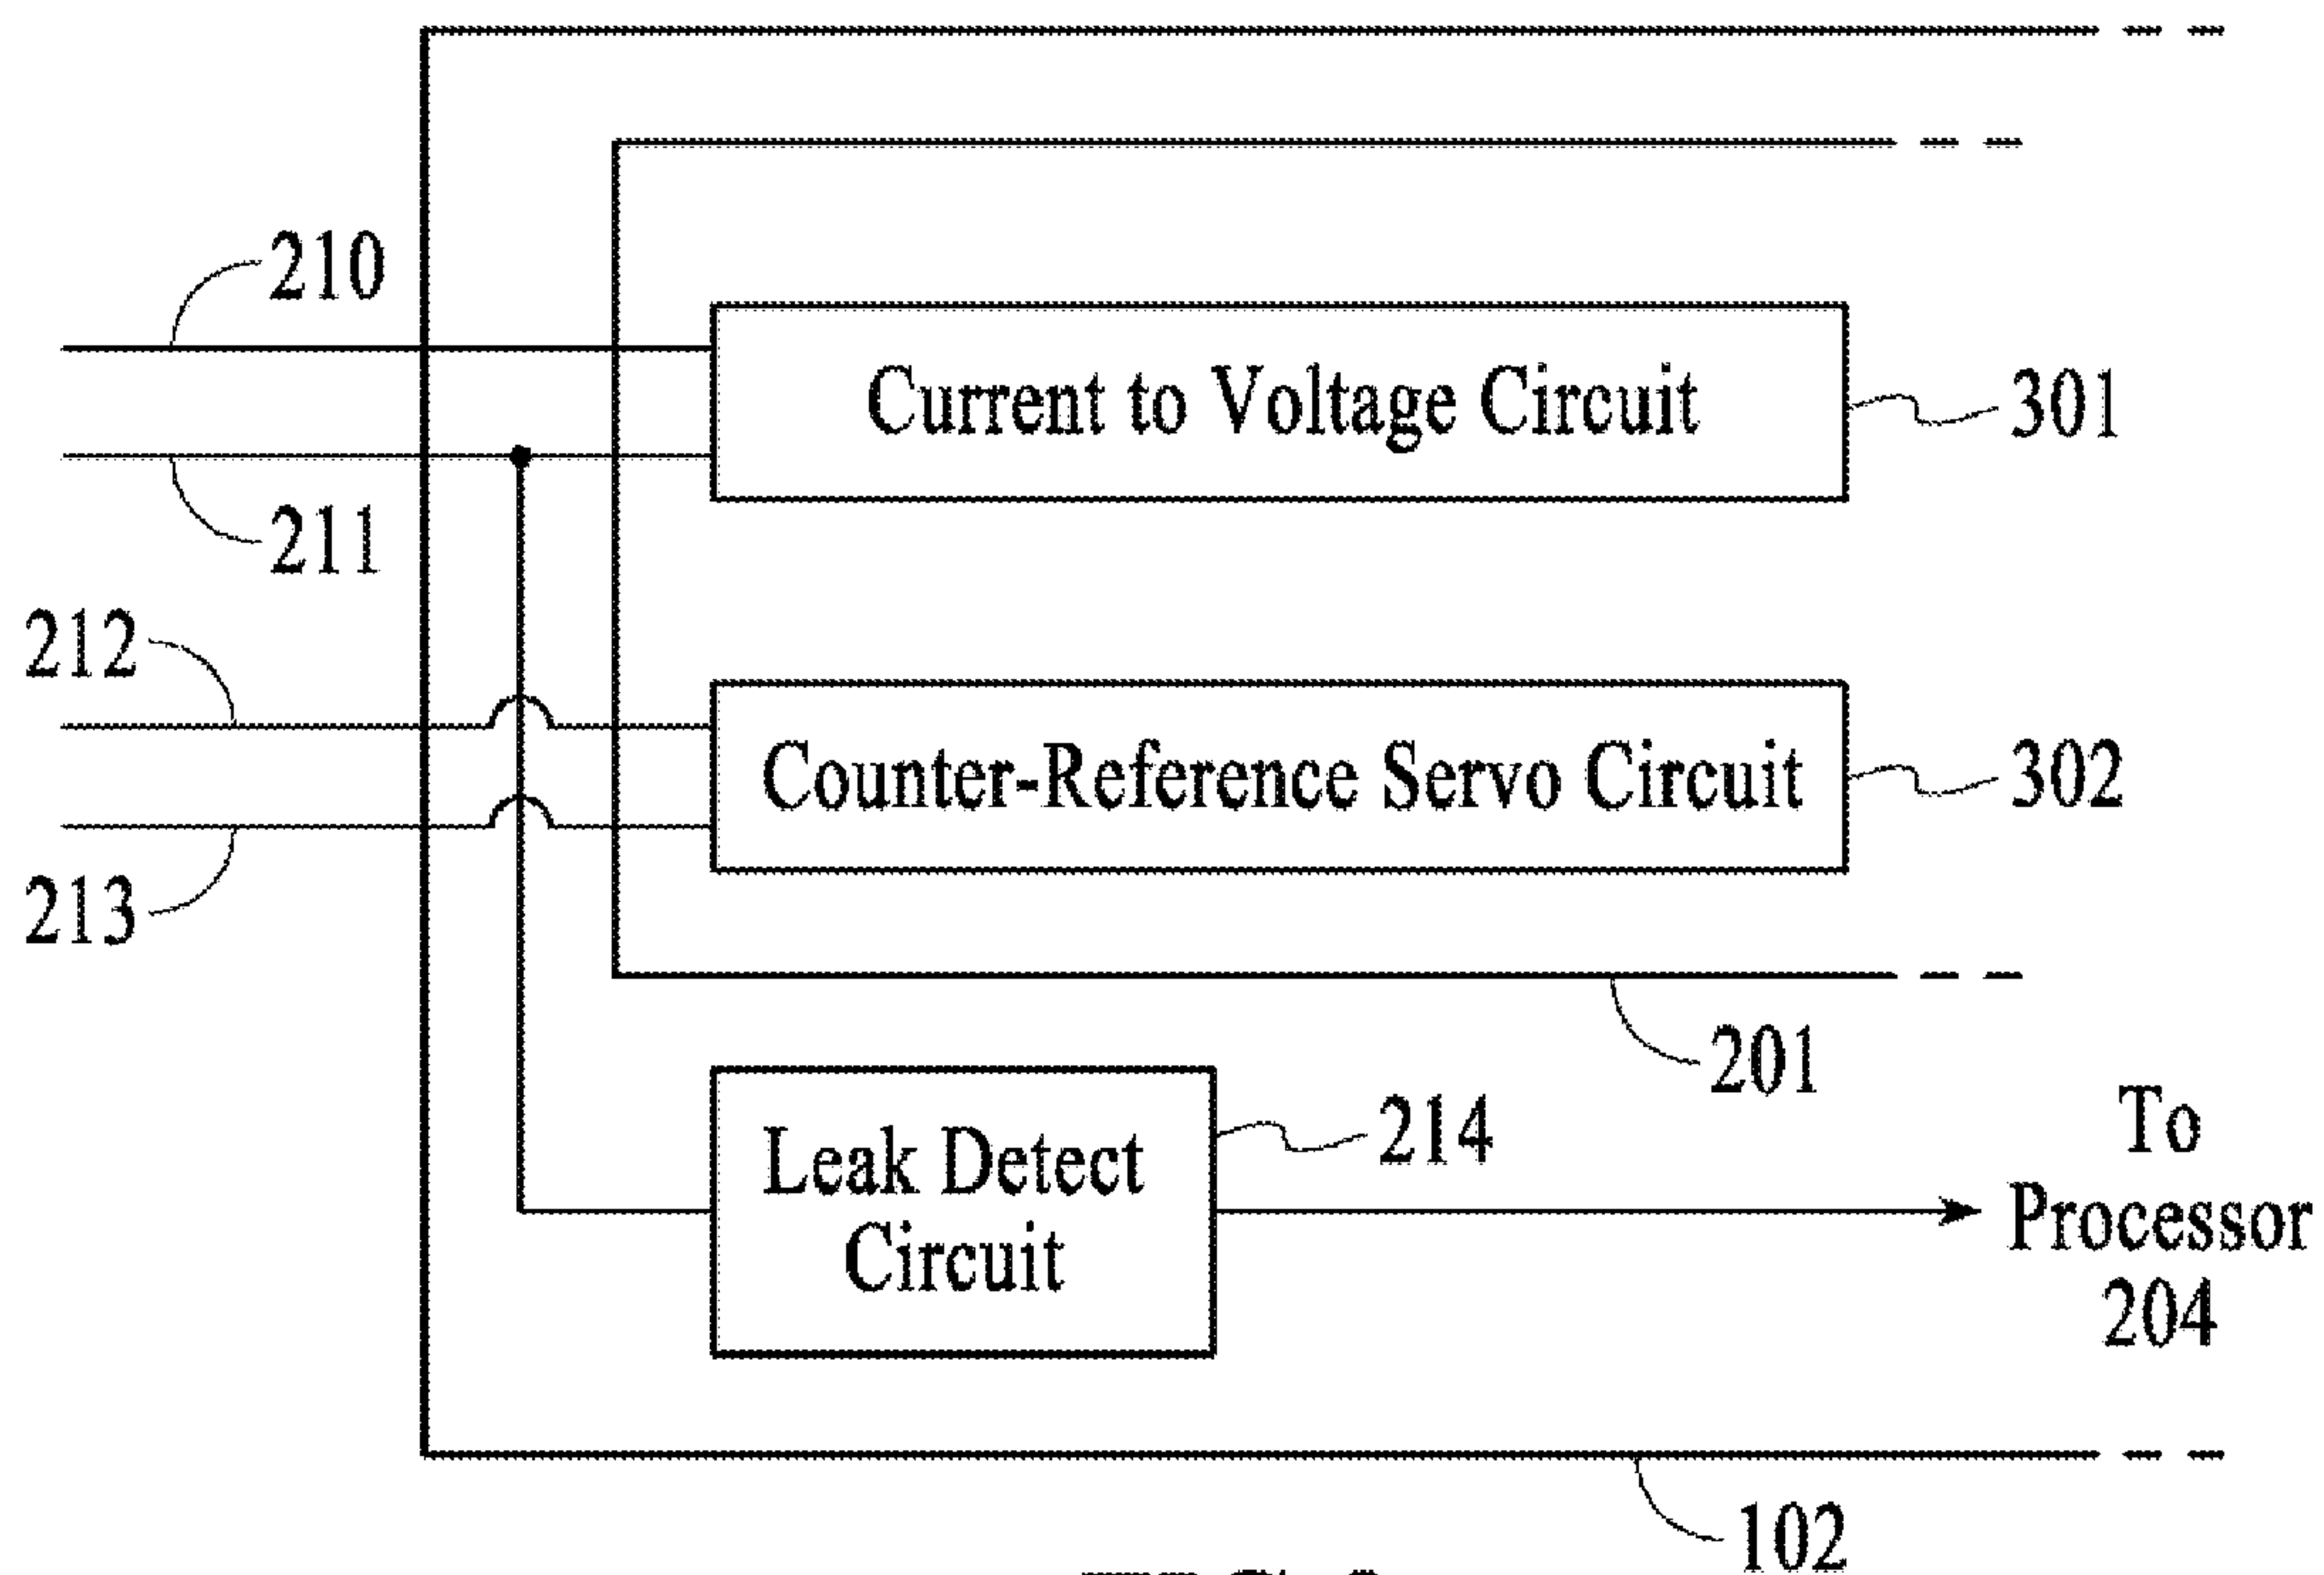 210
Current to Voltage Circuit
301
211
212
Counter-Reference Servo Circuit
302
213
201
Leak Detect
Circuit
214
To
Processor
204
102